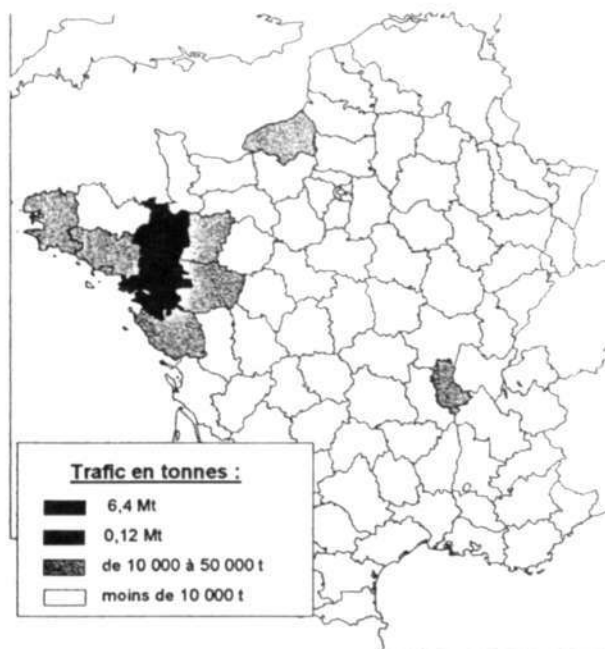 Trafic en tonnes :
6,4 Mt
0,12 Mt
de 10 000 à 50 000 t
moins de 10 000 t